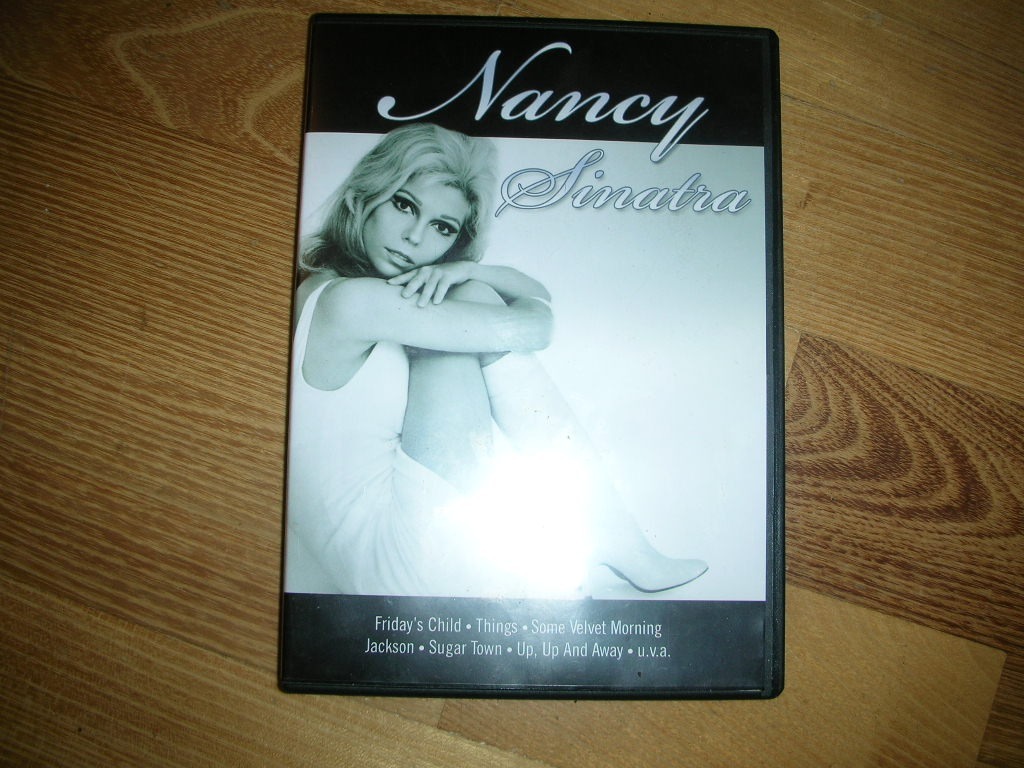 Nancy
Sinatra
Friday's Child • Things • Some Velvet Morning
Jackson • Sugar Town • Up, Up And Away • u.v.a.